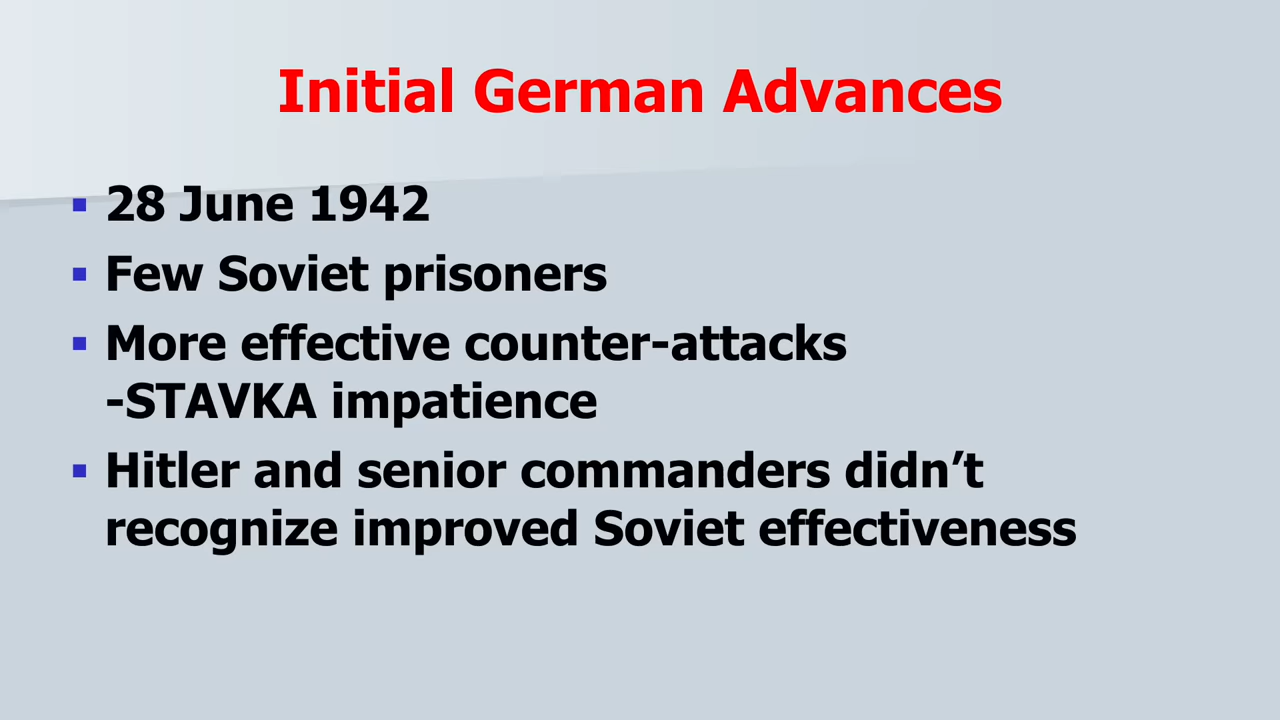 Initial German Advances
▪ 28 June 1942
▪ Few Soviet prisoners
▪ More effective counter-attacks
-STAVKA impatience
▪ Hitler and senior commanders didn’t
recognize improved Soviet effectiveness